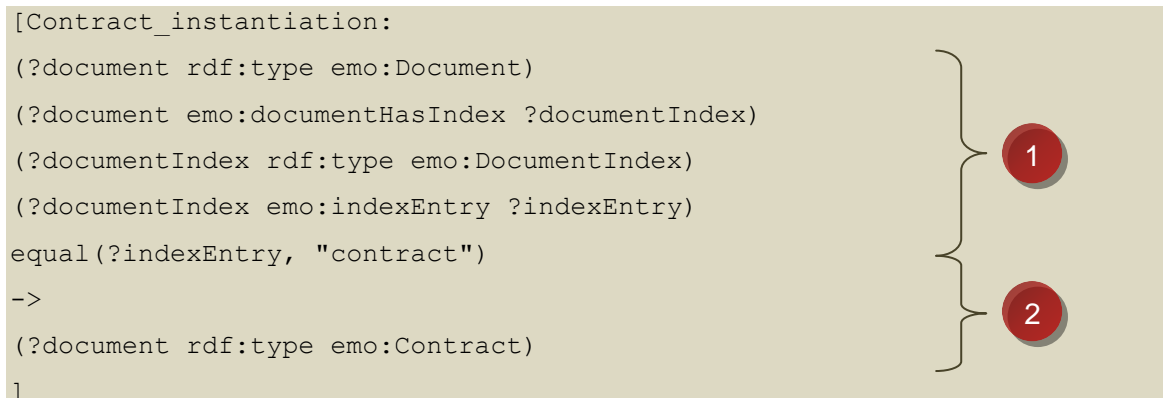 [Contract_instantiation:
(?document rdf:type emo:Document)
(?document emo:documentHasIndex ?documentIndex)
(?documentIndex rdf:type emo:DocumentIndex)
1
(?documentIndex emo:indexEntry ?indexEntry)
equal(?indexEntry, "contract")
->
2
(?document rdf:type emo:Contract)
]